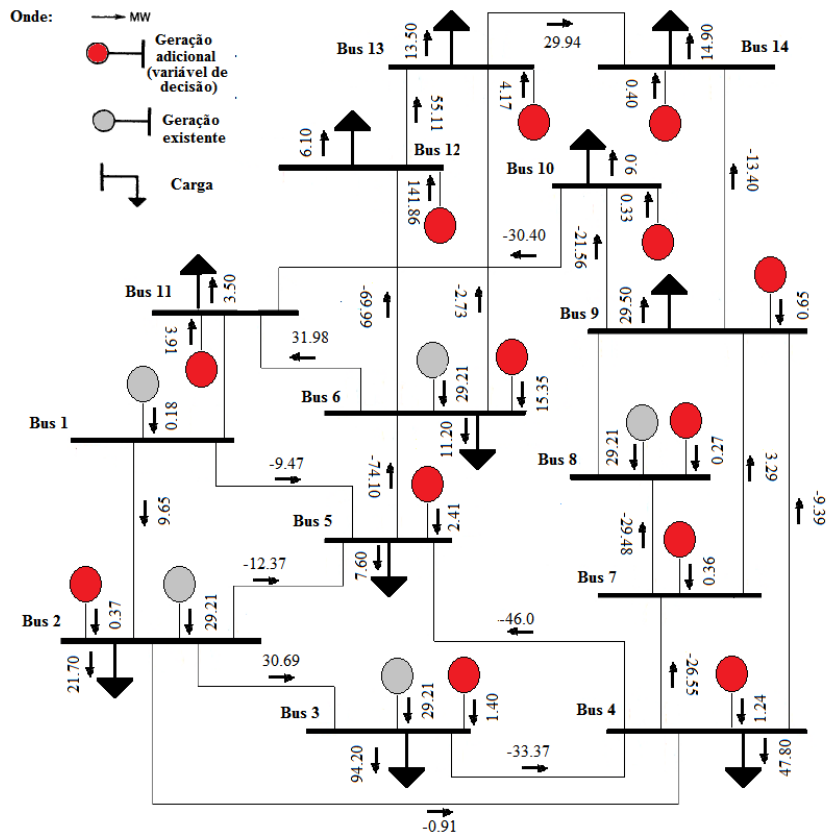 Onde:
MW
Geração
adicional
(variável de
decisão)
Geração
existente
Carga
Bus 13
13.50
29.94
Bus 14
14.90
4.17
0.40
55.11
6.10
Bus 12
141.86
Bus 10
9.0
0.33
-13.40
-30.40
-21.56
Bus 11
3.50
3.91
31.98
-69.99
-2.73
Bus 9
29.50
0.65
Bus 6
29.21
15.35
11.20
Bus 1
0.18
-9.47
-74.10
Bus 8
29.21
0.27
3.29
-9.39
9.65
Bus 5
2.41
7.60
-12.37
-29.48
Bus 7
0.36
Bus 2
0.37
29.21
21.70
-46.0
30.69
-26.55
Bus 3
29.21
1.40
94.20
-33.37
Bus 4
1.24
47.80
-0.91